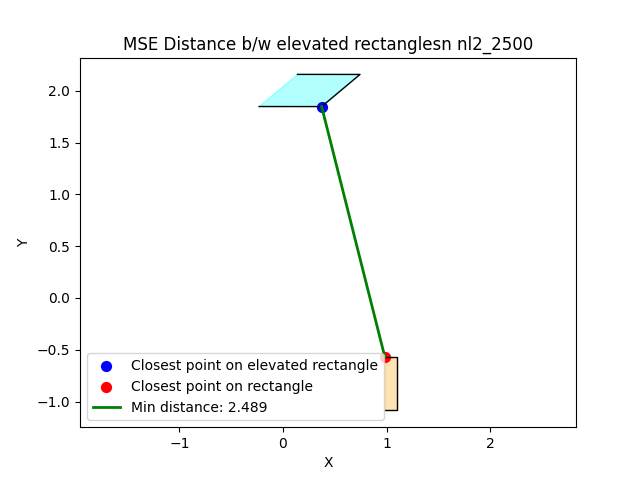 MSE Distance b/w elevated rectanglesn nl2_2500
2.0
1.5
1.0
0.5
0.0
−0.5
−1.0
Y
Closest point on elevated rectangle
Closest point on rectangle
Min distance: 2.489
−1
0
1
2
X